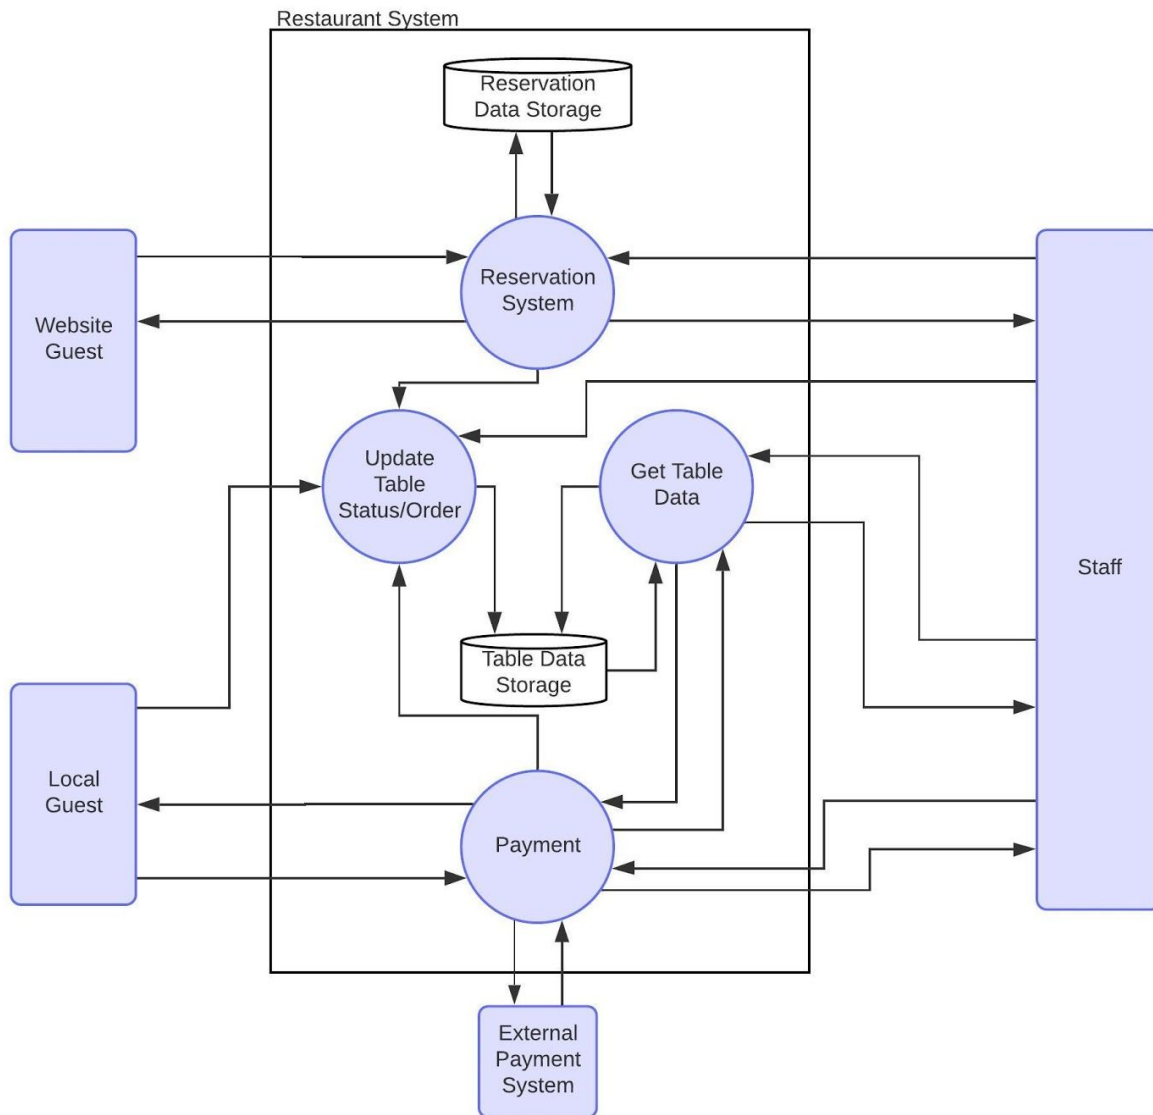 Restaurant System
Reservation
Data Storage
Reservation
System
Website
Guest
Update
Table
Status/Order
Get Table
Data
Staff
Table Data
Storage
Local
Guest
Payment
External
Payment
System